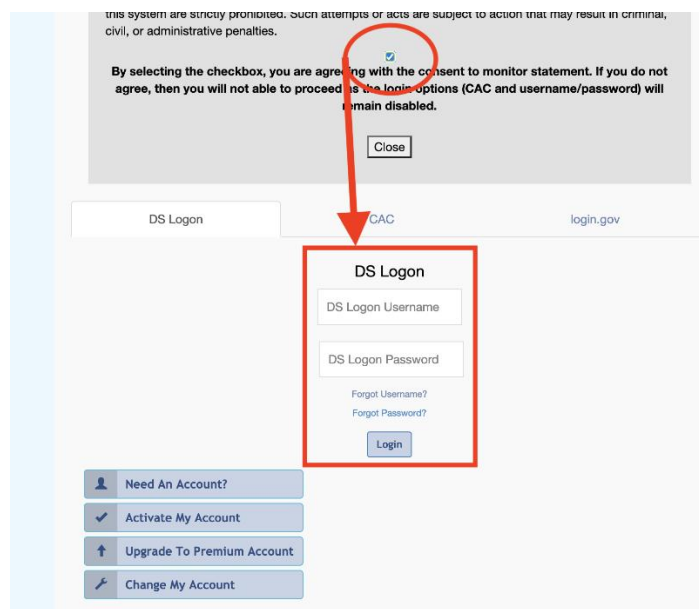 this system are strictly prohibited. Such attempts or acts are subject to action that may result in criminal,
civil, or administrative penalties.
By selecting the checkbox, you are agreeing with the consent to monitor statement. If you do not
agree, then you will not able to proceed as the login options (CAC and username/password) will
remain disabled.
Close
DS Logon
CAC
login.gov
DS Logon
DS Logon Username
DS Logon Password
Forgot Username?
Forgot Password?
Login
Need An Account?
Activate My Account
Upgrade To Premium Account
Change My Account